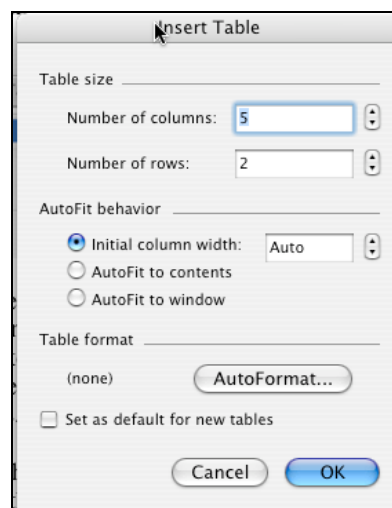 Insert Table
Table size
Number of columns: 5
Number of rows: 2
AutoFit behavior
Initial column width: Auto
AutoFit to contents
AutoFit to window
Table format
(none) AutoFormat...
Set as default for new tables
Cancel OK